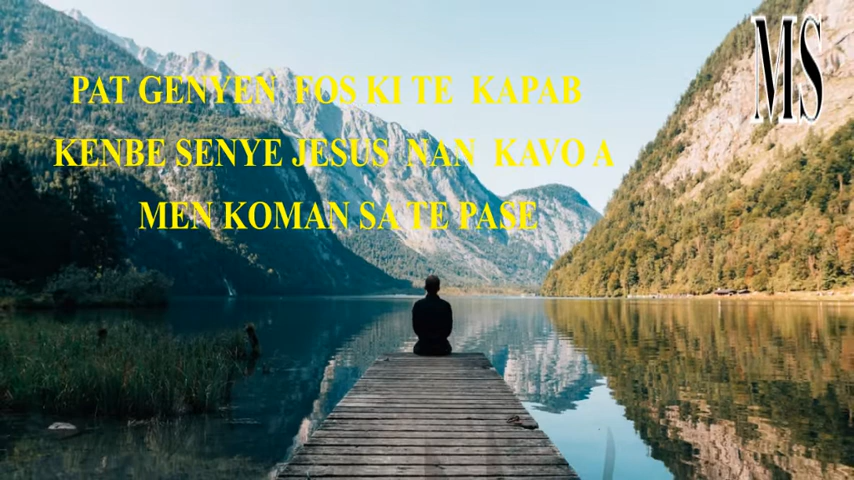 MS
PAT GENYEN FOS KI TE KAPAB
KENBE SENYE JESUS NAN KAVO A
MEN KOMAN SA TE PASE